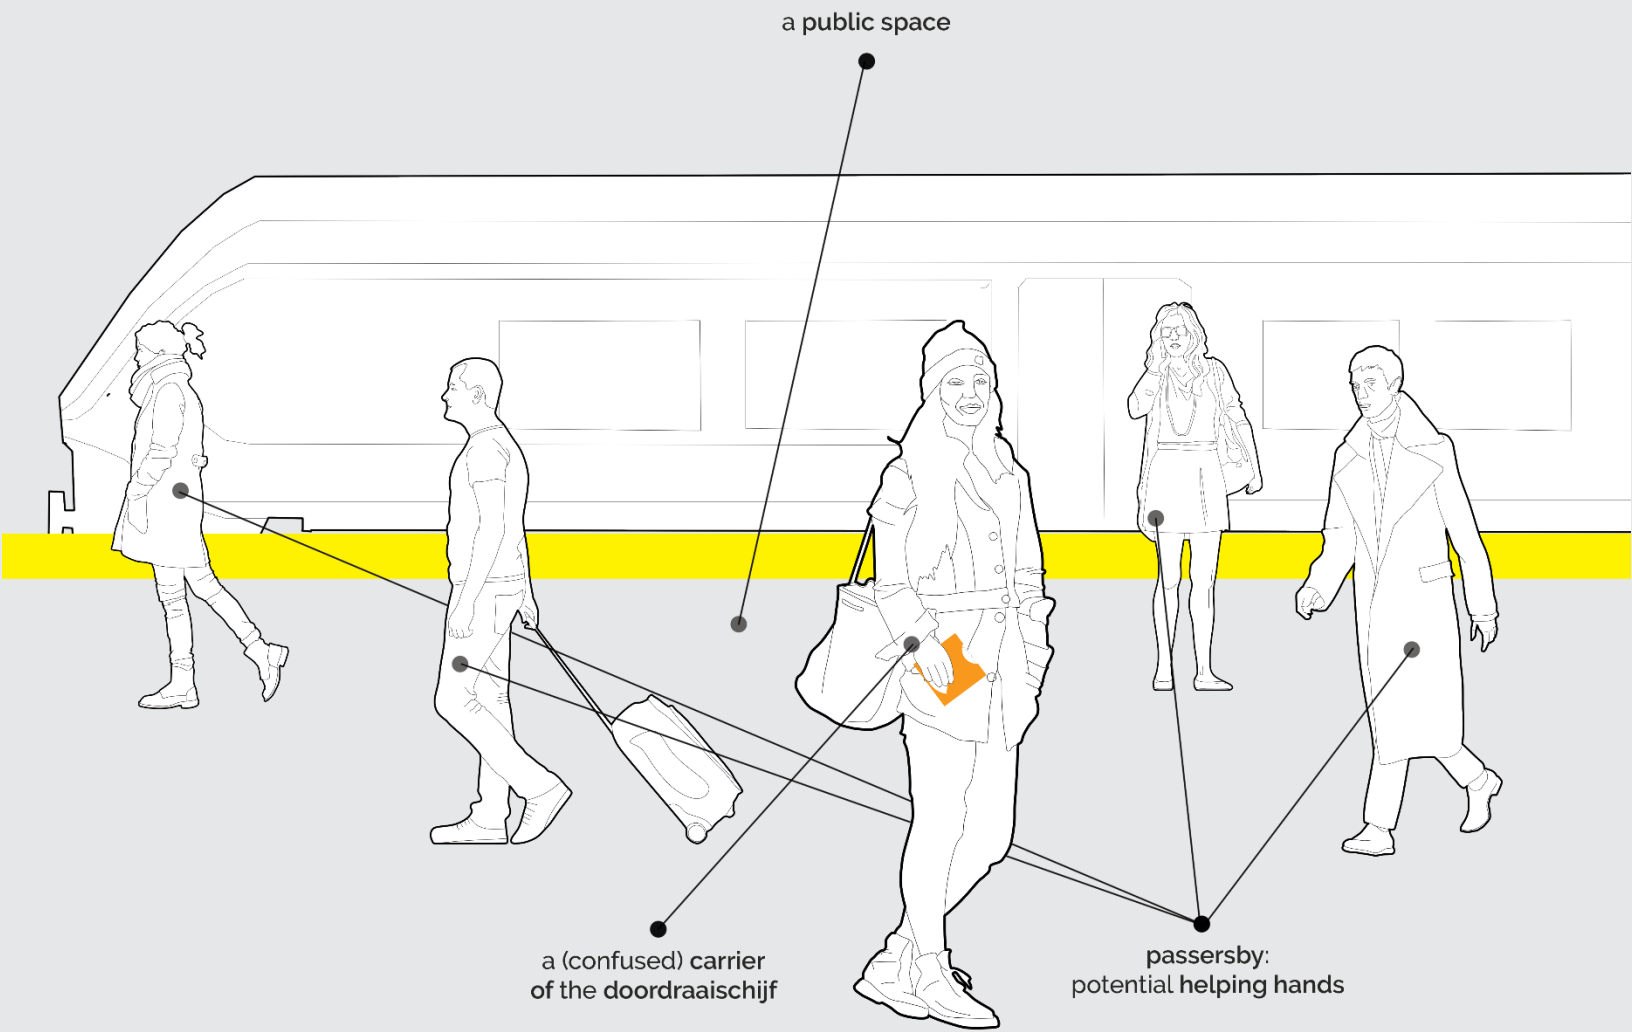 a public space
a (confused) carrier
of the doordraaischijf
passersby:
potential helping hands